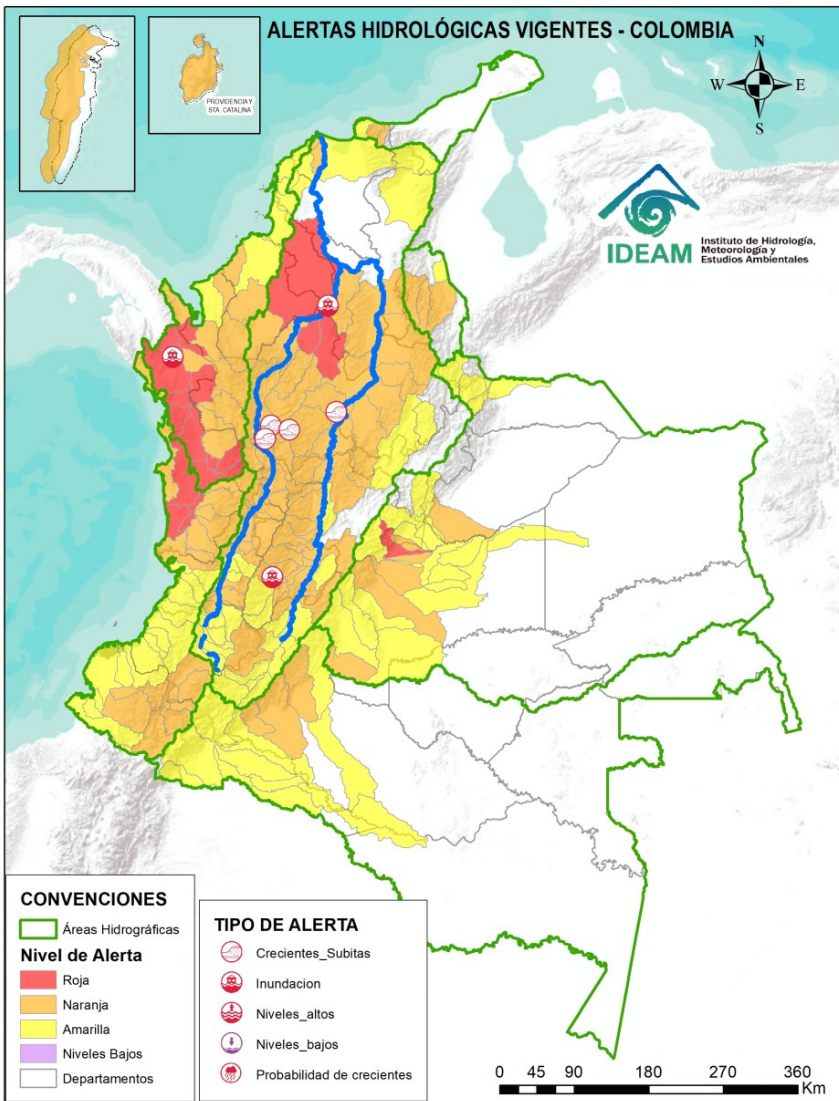 ALERTAS HIDROLÓGICAS VIGENTES - COLOMBIA
PROVIDENCIA Y
STA. CATALINA
N
W
E
S
IDEAM
Instituto de Hidrología,
Meteorología y
Estudios Ambientales
CONVENCIONES
Áreas Hidrográficas
Nivel de Alerta
Roja
Naranja
Amarilla
Niveles Bajos
Departamentos
TIPO DE ALERTA
Crecientes_Subitas
Inundacion
Niveles_altos
Niveles_bajos
Probabilidad de crecientes
0 45 90 180 270 360
Km